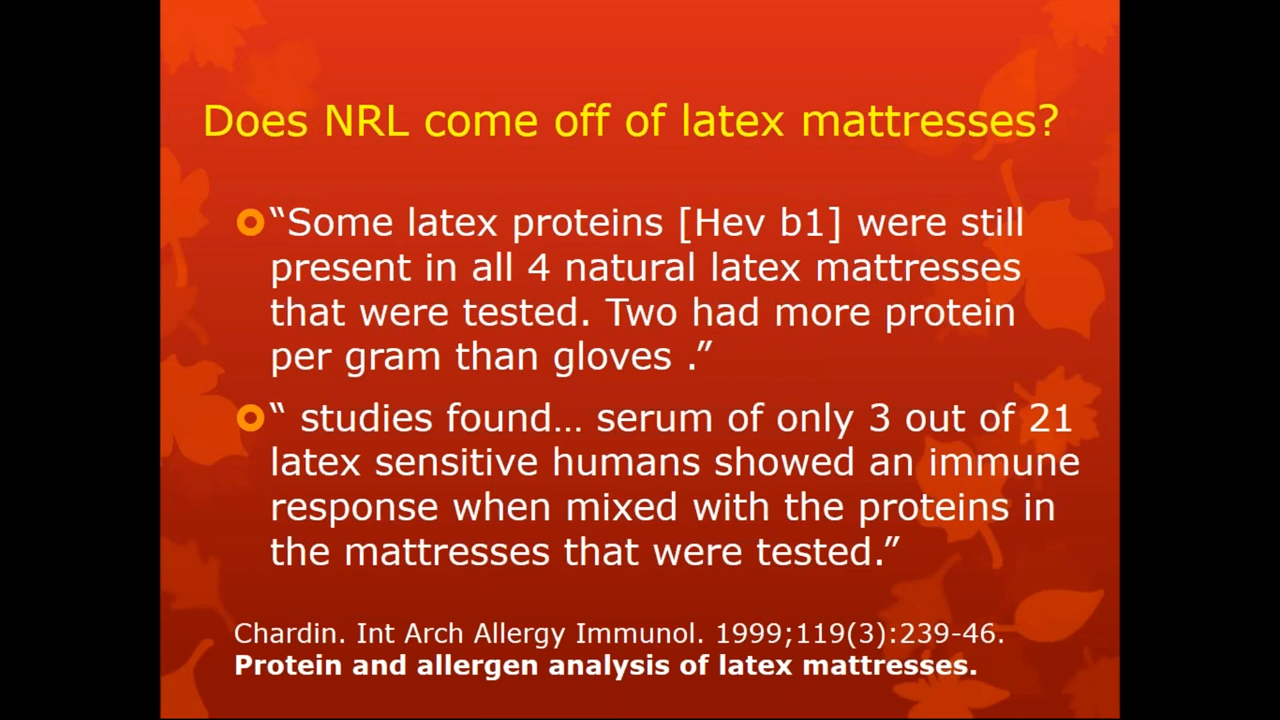 Does NRL come off of latex mattresses?
“Some latex proteins [Hev b1] were still
present in all 4 natural latex mattresses
that were tested. Two had more protein
per gram than gloves .”
“ studies found… serum of only 3 out of 21
latex sensitive humans showed an immune
response when mixed with the proteins in
the mattresses that were tested.”
Chardin. Int Arch Allergy Immunol. 1999;119(3):239-46.
Protein and allergen analysis of latex mattresses.